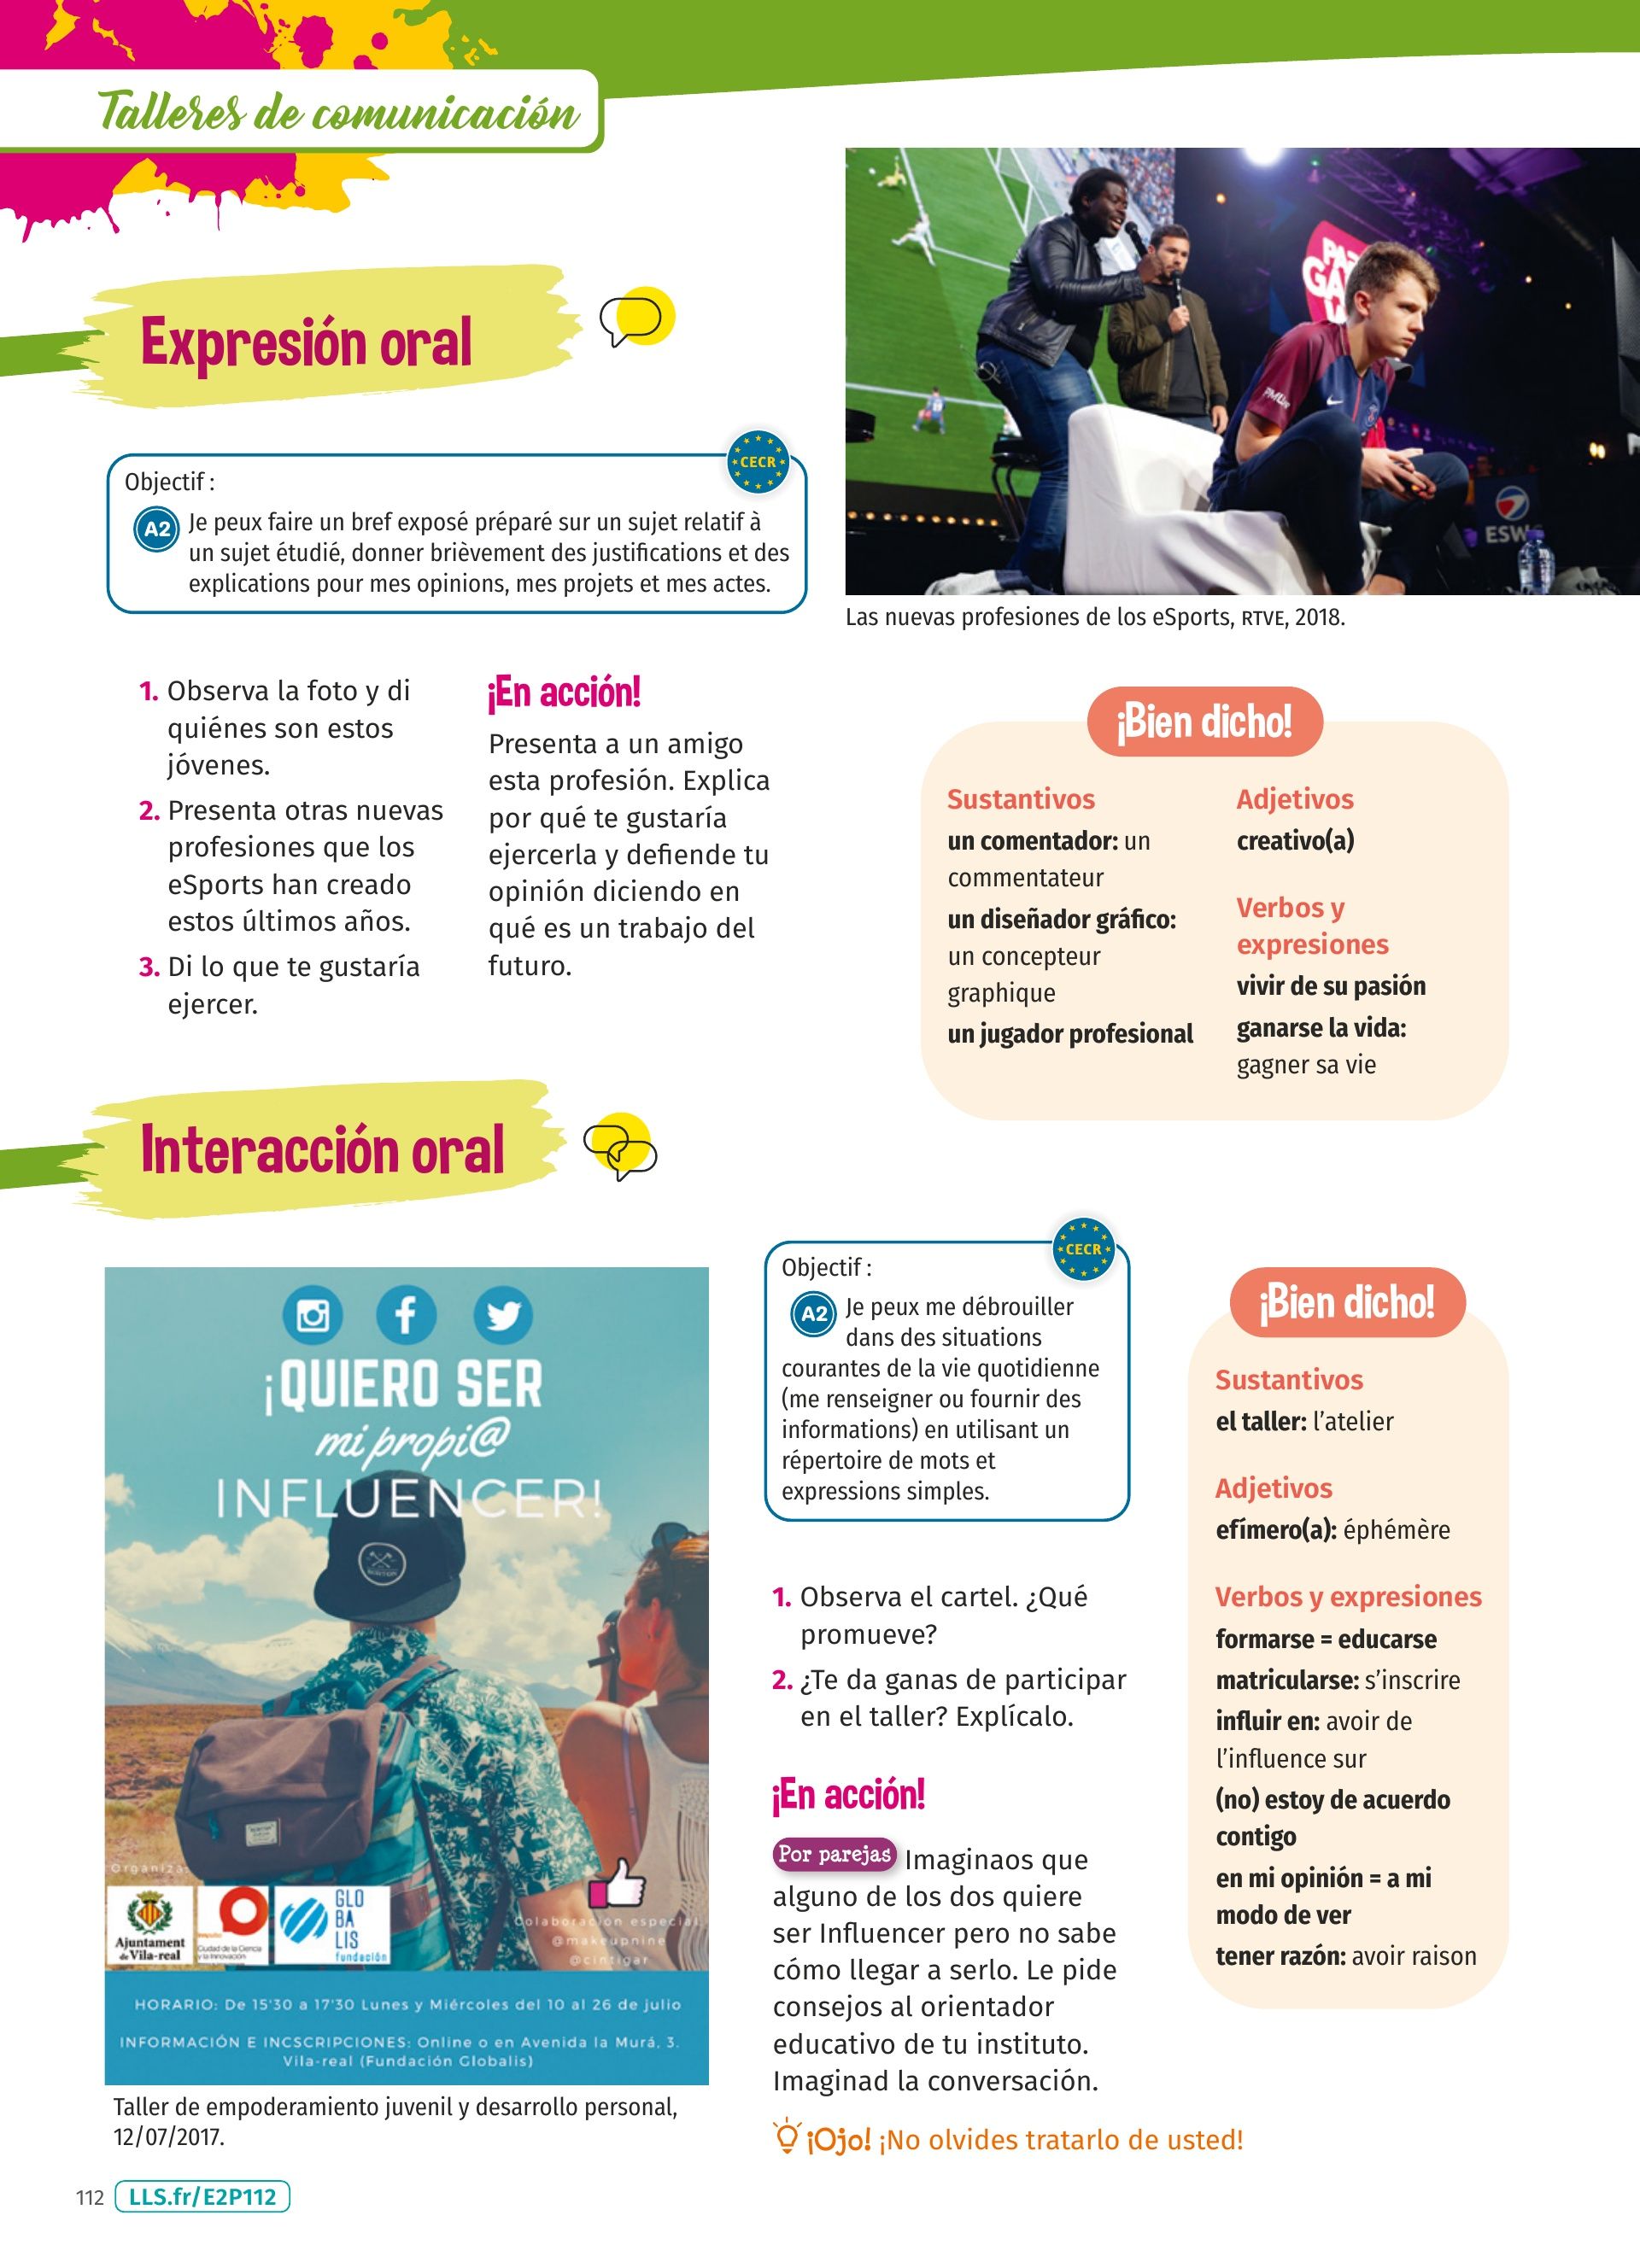 Talleres de comunicación
Expresión oral
CECR
Objectif :
A2 Je peux faire un bref exposé préparé sur un sujet relatif à
un sujet étudié, donner brièvement des justifications et des
explications pour mes opinions, mes projets et mes actes.
ESW
Las nuevas profesiones de los eSports, RTVE, 2018.
1. Observa la foto y di
quiénes son estos
jóvenes.
2. Presenta otras nuevas
profesiones que los
eSports han creado
estos últimos años.
3. Di lo que te gustaría
ejercer.
¡En acción!
Presenta a un amigo
esta profesión. Explica
por qué te gustaría
ejercerla y defiende tu
opinión diciendo en
qué es un trabajo del
futuro.
¡Bien dicho!
Sustantivos
un comentador: un
commentateur
un diseñador gráfico:
un concepteur
graphique
un jugador profesional
Adjetivos
creativo(a)
Verbos y
expresiones
vivir de su pasión
ganarse la vida:
gagner sa vie
Interacción oral
¡QUIERO SER
mi propi@
INFLUENCER!
BURTON
Organiza:
Ajuntament
de Vila-real
Ciudad de la Ciencia
y la Innovación
GLO
BA
LIS
fundación
Colaboración especial
@makeupnine
@cintigar
HORARIO: De 15'30 a 17'30 Lunes y Miércoles del 10 al 26 de julio
INFORMACIÓN E INCSCRIPCIONES: Online o en Avenida la Murá, 3.
Vila-real (Fundación Globalis)
Taller de empoderamiento juvenil y desarrollo personal,
12/07/2017.
CECR
Objectif :
A2 Je peux me débrouiller
dans des situations
courantes de la vie quotidienne
(me renseigner ou fournir des
informations) en utilisant un
répertoire de mots et
expressions simples.
1. Observa el cartel. ¿Qué
promueve?
2. ¿Te da ganas de participar
en el taller? Explícalo.
¡En acción!
Por parejas Imaginaos que
alguno de los dos quiere
ser Influencer pero no sabe
cómo llegar a serlo. Le pide
consejos al orientador
educativo de tu instituto.
Imaginad la conversación.
¡Ojo! ¡No olvides tratarlo de usted!
¡Bien dicho!
Sustantivos
el taller: l'atelier
Adjetivos
efímero(a): éphémère
Verbos y expresiones
formarse = educarse
matricularse: s'inscrire
influir en: avoir de
l'influence sur
(no) estoy de acuerdo
contigo
en mi opinión = a mi
modo de ver
tener razón: avoir raison
112 LLS.fr/E2P112